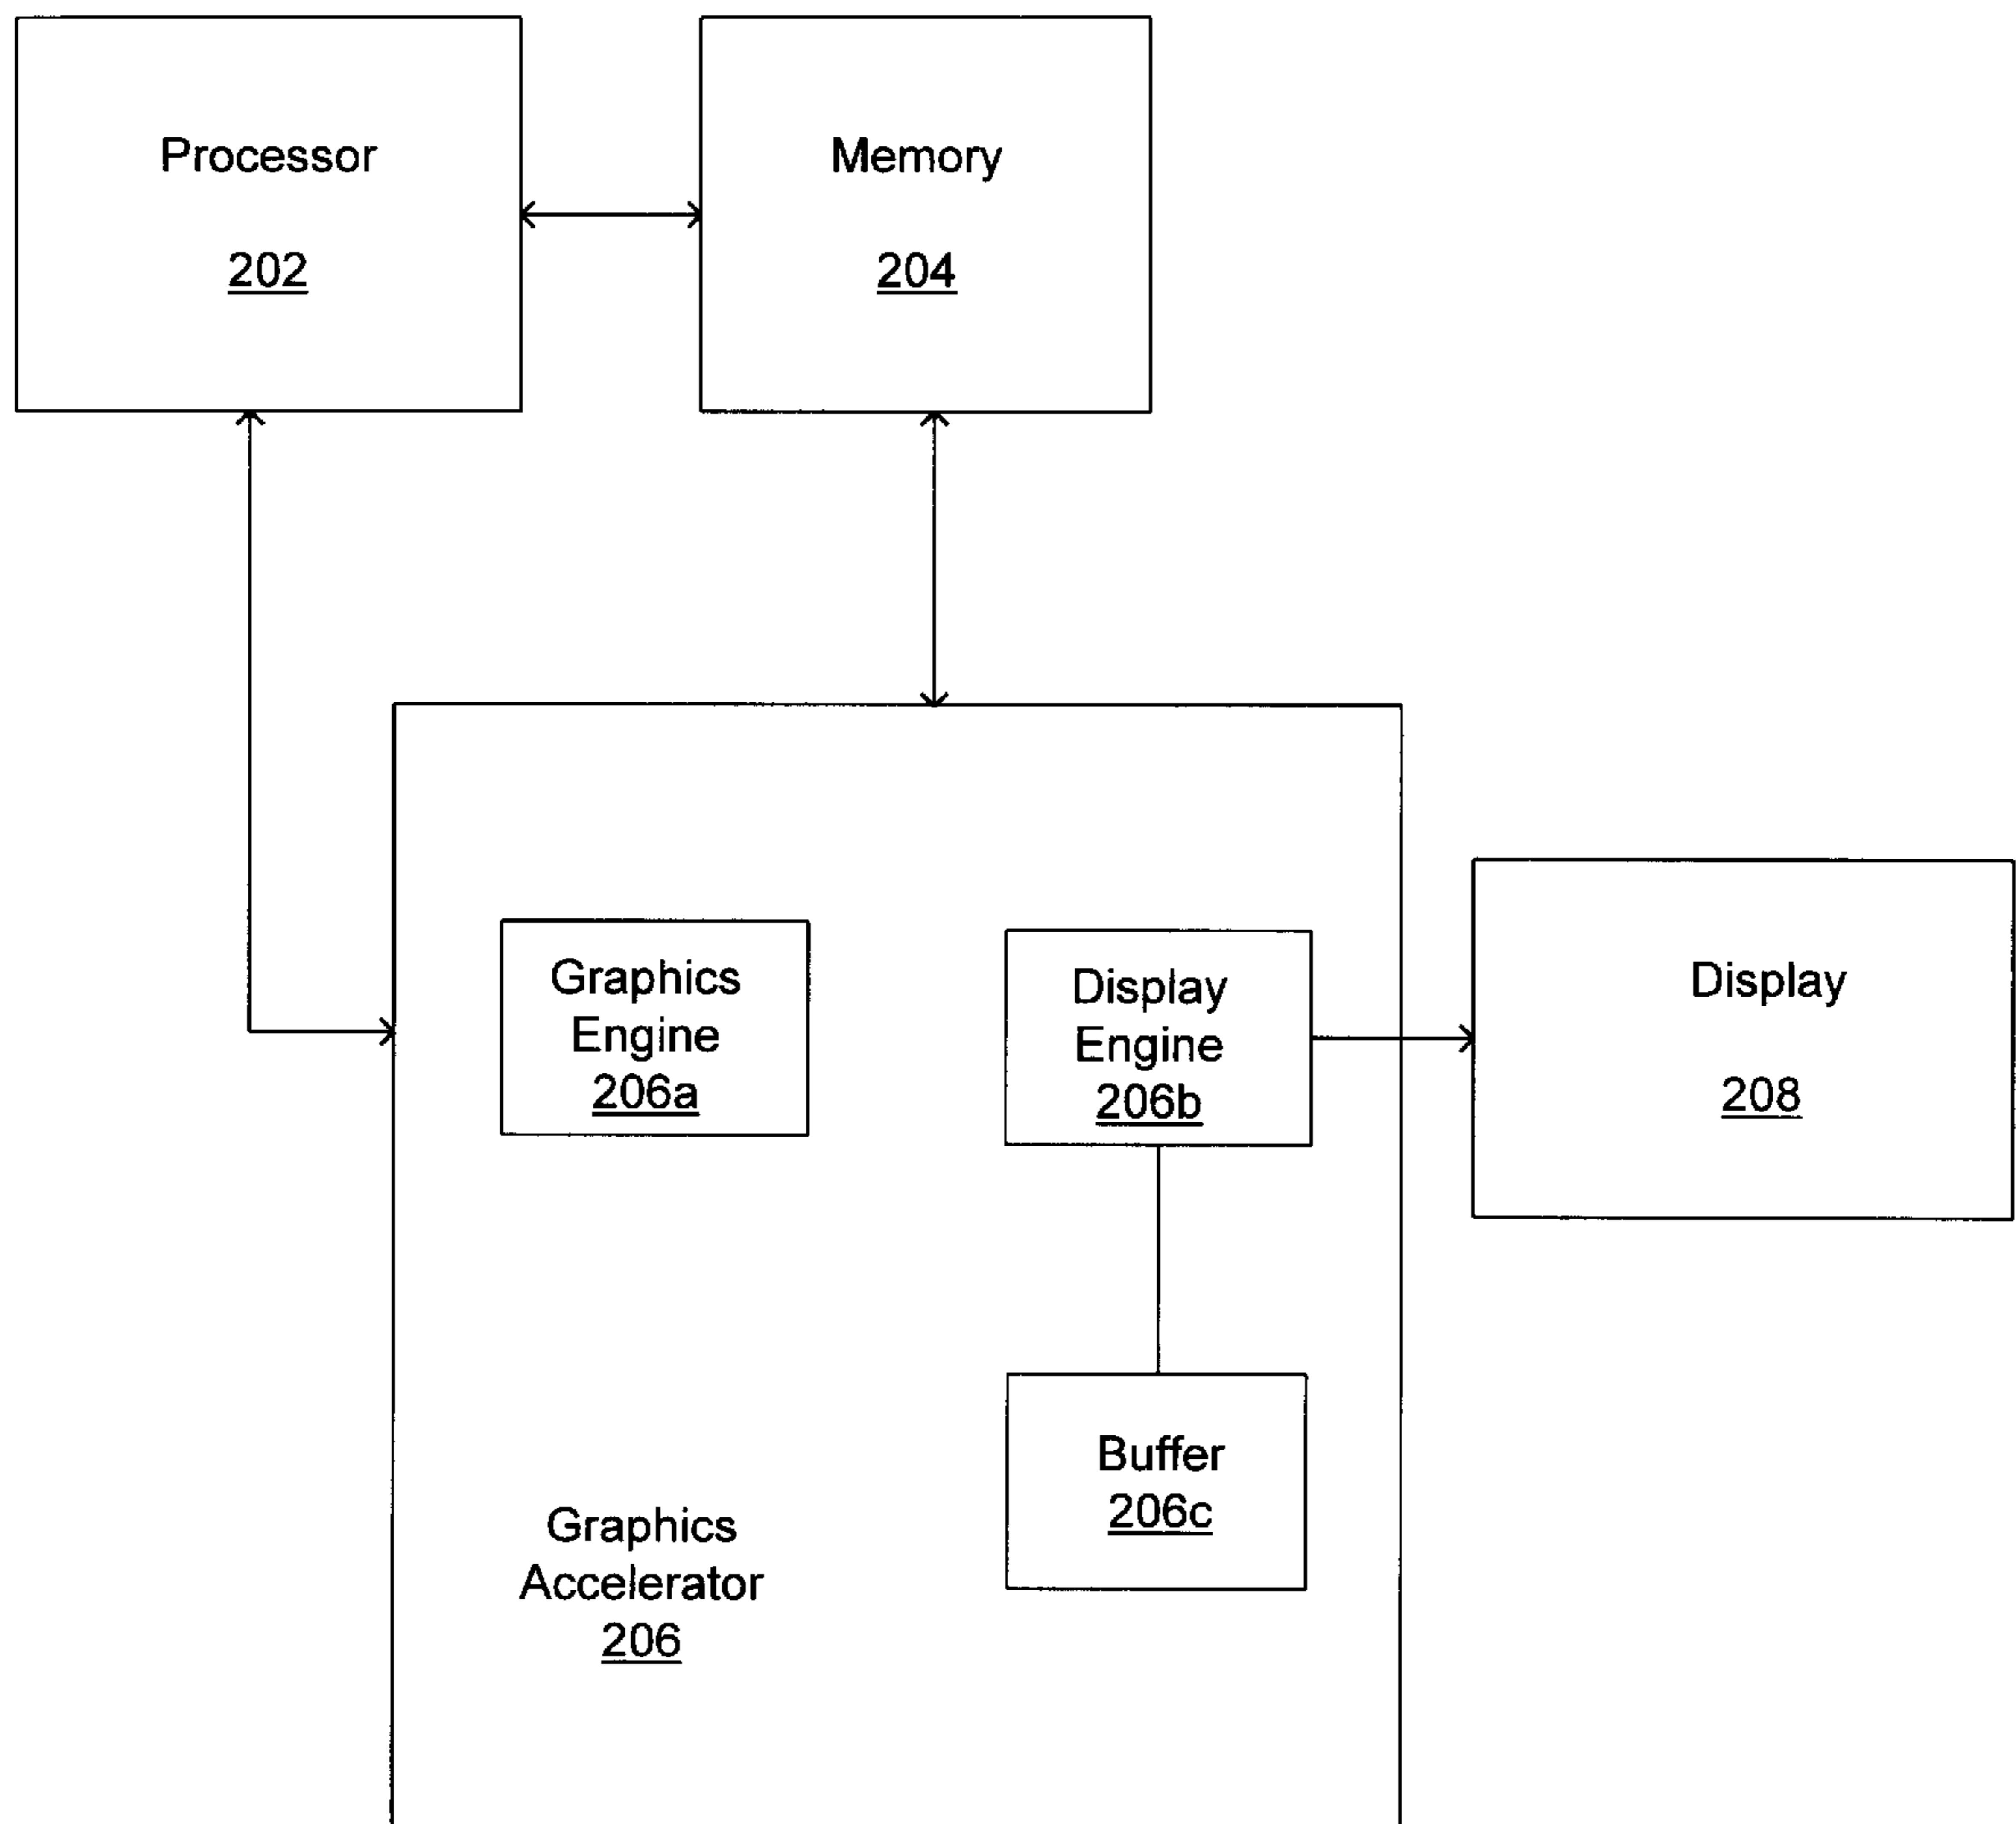 Processor
202
Memory
204
Graphics
Engine
206a
Display
Engine
206b
Display
208
Buffer
206c
Graphics
Accelerator
206